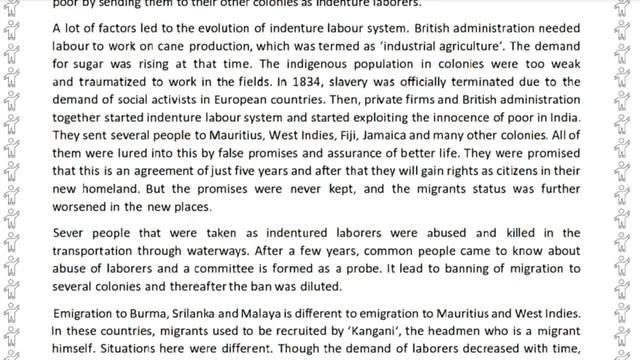 poor by sending them to their other colonies as indenture laborers.
A lot of factors led to the evolution of indenture labour system. British administration needed
labour to work on cane production, which was termed as 'industrial agriculture'. The demand
for sugar was rising at that time. The indigenous population in colonies were too weak
and traumatized to work in the fields. In 1834, slavery was officially terminated due to the
demand of social activists in European countries. Then, private firms and British administration
together started indenture labour system and started exploiting the innocence of poor in India.
They sent several people to Mauritius, West Indies, Fiji, Jamaica and many other colonies. All of
them were lured into this by false promises and assurance of better life. They were promised
that this is an agreement of just five years and after that they will gain rights as citizens in their
new homeland. But the promises were never kept, and the migrants status was further
worsened in the new places.
Sever people that were taken as indentured laborers were abused and killed in the
transportation through waterways. After a few years, common people came to know about
abuse of laborers and a committee is formed as a probe. It lead to banning of migration to
several colonies and thereafter the ban was diluted.
Emigration to Burma, Srilanka and Malaya is different to emigration to Mauritius and West Indies.
In these countries, migrants used to be recruited by 'Kangani', the headmen who is a migrant
himself. Situations here were different. Though the demand of laborers decreased with time,